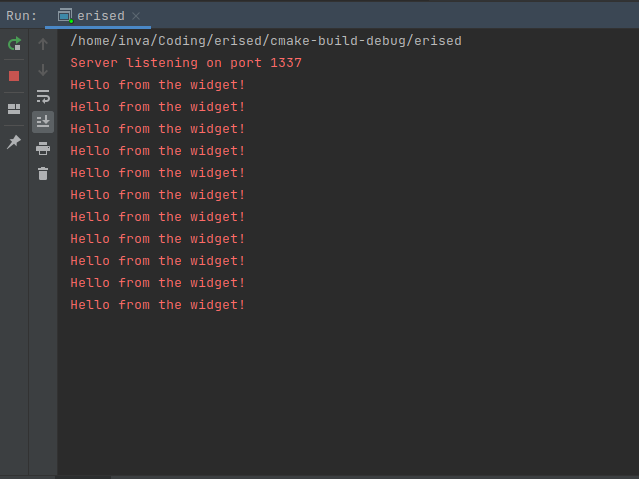 Run: erised
/home/inva/Coding/erised/cmake-build-debug/erised
Server listening on port 1337
Hello from the widget!
Hello from the widget!
Hello from the widget!
Hello from the widget!
Hello from the widget!
Hello from the widget!
Hello from the widget!
Hello from the widget!
Hello from the widget!
Hello from the widget!
Hello from the widget!